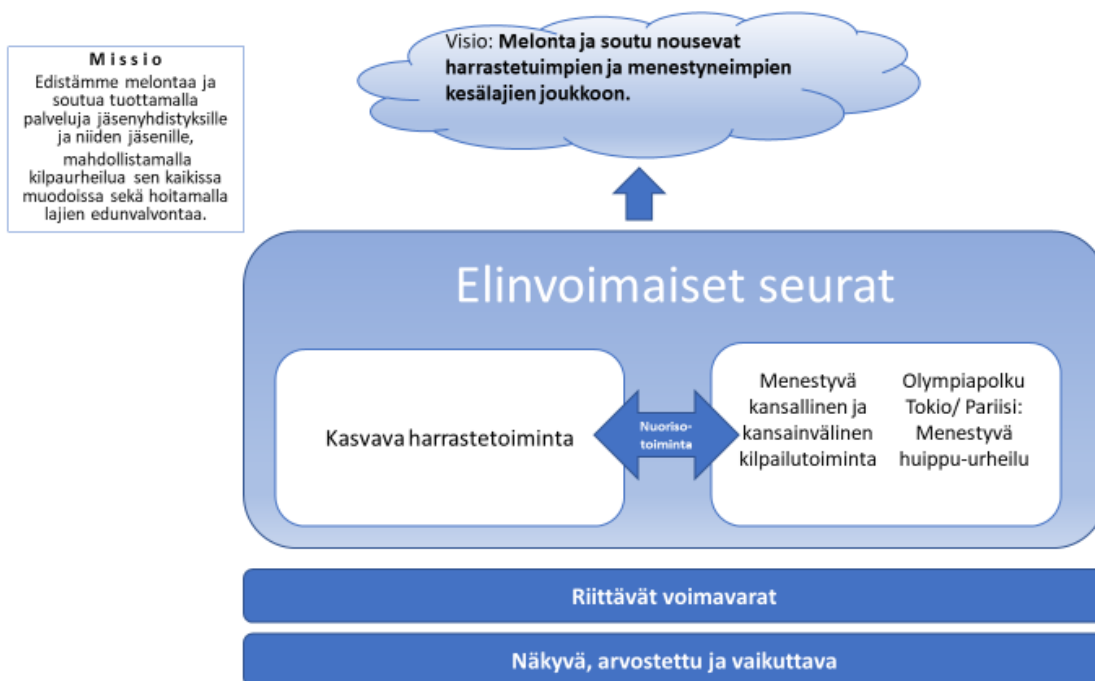 Missio
Edistämme melontaa ja
soutua tuottamalla
palveluja jäsenyhdistyksille
ja niiden jäsenille,
mahdollistamalla
kilpaurheilua sen kaikissa
muodoissa sekä hoitamalla
lajien edunvalvontaa.
Visio: Melonta ja soutu nousevat
harrastetuimpien ja menestyneimpien
kesälajien joukkoon.
Elinvoimaiset seurat
Kasvava harrastetoiminta
Nuoriso-
toiminta
Menestyvä
kansallinen ja
kansainvälinen
kilpailutoiminta
Olympiapolku
Tokio/ Pariisi:
Menestyvä
huippu-urheilu
Riittävät voimavarat
Näkyvä, arvostettu ja vaikuttava